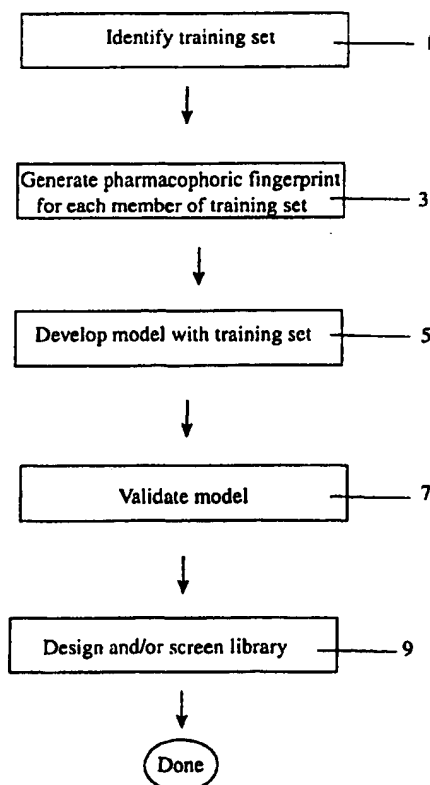 Identify training set
Generate pharmacophoric fingerprint
for each member of training set
3
Develop model with training set
5
Validate model
7
Design and/or screen library
9
Done